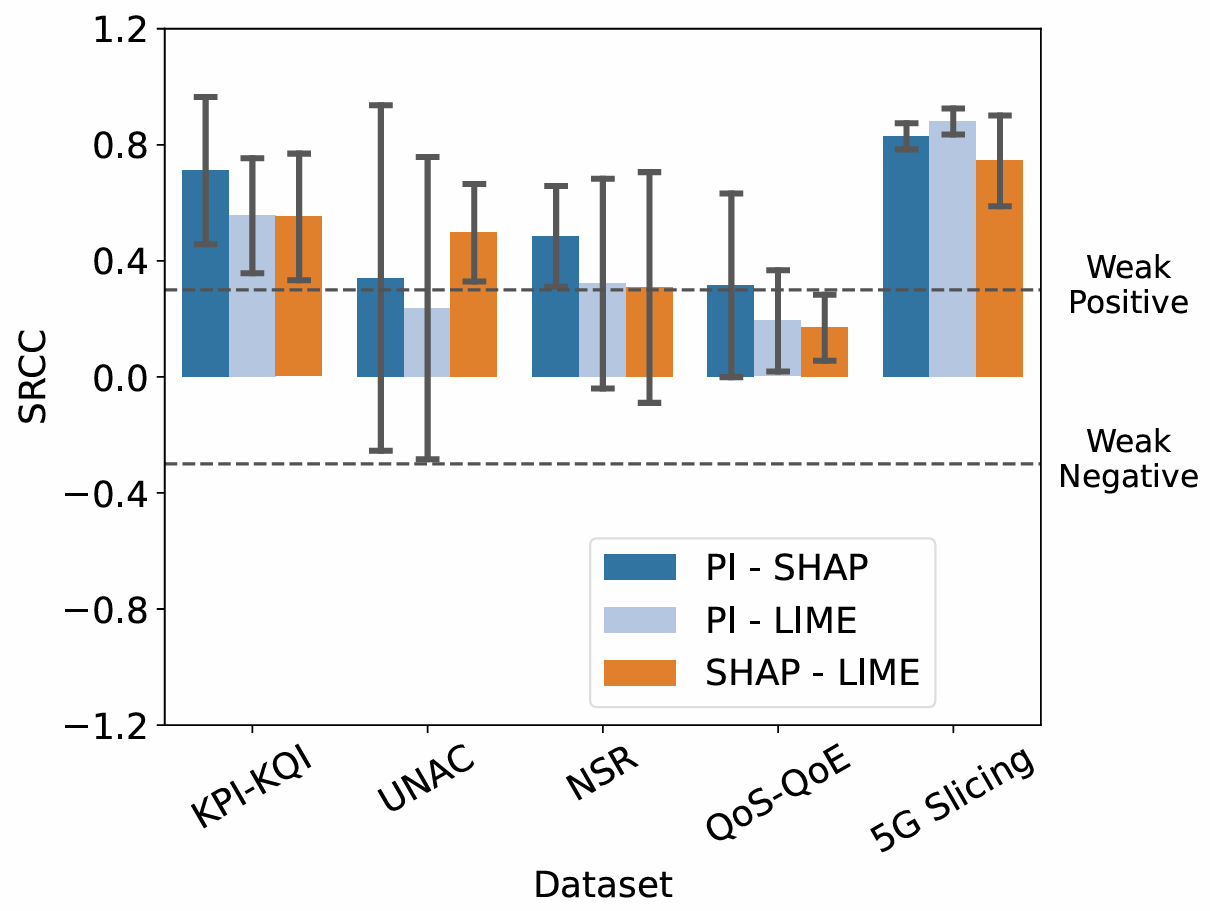 1.2
0.8
0.4
0.0
−0.4
−0.8
−1.2
SRCC
Weak
Positive
Weak
Negative
PI - SHAP
PI - LIME
SHAP - LIME
KPI-KQI
UNAC
NSR
QoS-QoE
5G Slicing
Dataset